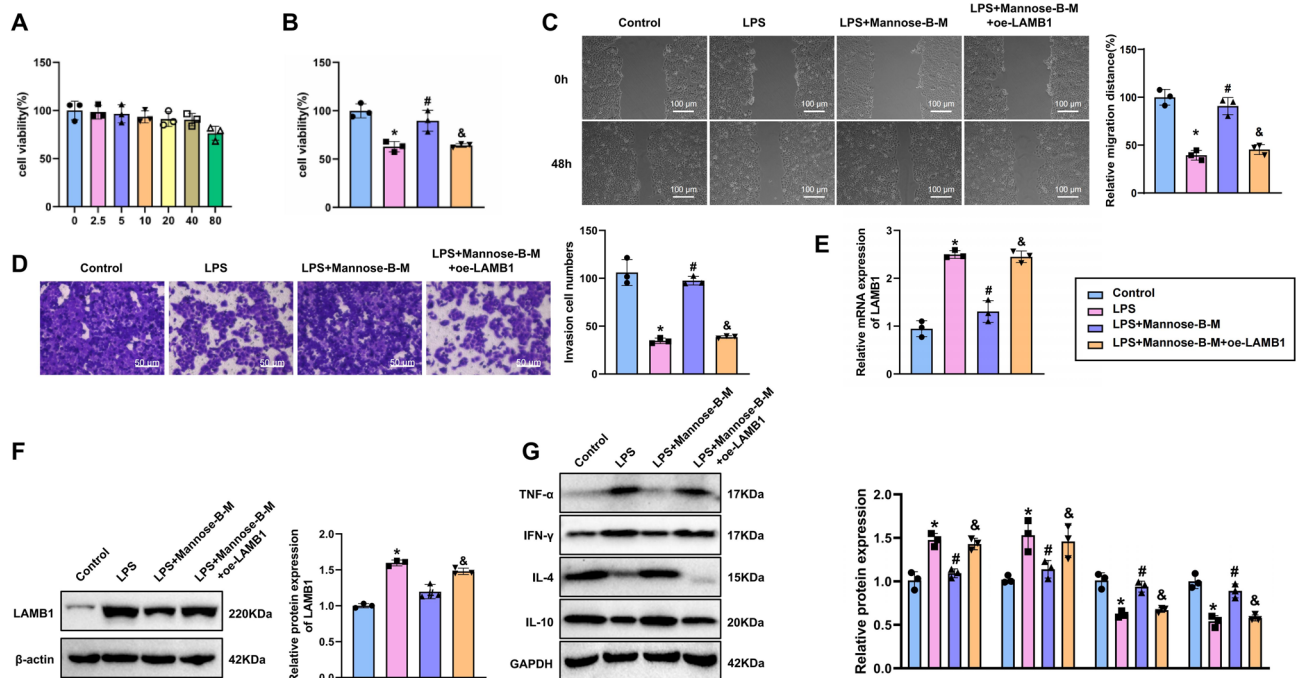 A
cell viability(%)
150
100
50
0
0 2.5 5 10 20 40 80
B
cell viability(%)
150
100
50
0
*
#
&
C
Control LPS LPS+Mannose-B-M LPS+Mannose-B-M
+oe-LAMB1
0h
100 µm 100 µm 100 µm 100 µm
48h
100 µm 100 µm 100 µm 100 µm
Relative migration distance(%)
150
100
50
0
*
#
&
D
Control LPS LPS+Mannose-B-M LPS+Mannose-B-M
+oe-LAMB1
50 µm 50 µm 50 µm 50 µm
Invasion cell numbers
150
100
50
0
*
#
&
E
Relative mRNA expression
of LAMB1
3
2
1
0
*
#
&
Control
LPS
LPS+Mannose-B-M
LPS+Mannose-B-M+oe-LAMB1
F
Control
LPS
LPS+Mannose-B-M
LPS+Mannose-B-M
+oe-LAMB1
LAMB1 220KDa
β-actin 42KDa
Relative protein expression
of LAMB1
2.0
1.5
1.0
0.5
0.0
*
#
&
G
Control
LPS
LPS+Mannose-B-M
LPS+Mannose-B-M
+oe-LAMB1
TNF-α 17KDa
IFN-γ 17KDa
IL-4 15KDa
IL-10 20KDa
GAPDH 42KDa
Relative protein expression
2.0
1.5
1.0
0.5
0.0
* # & * # & * # & * # &